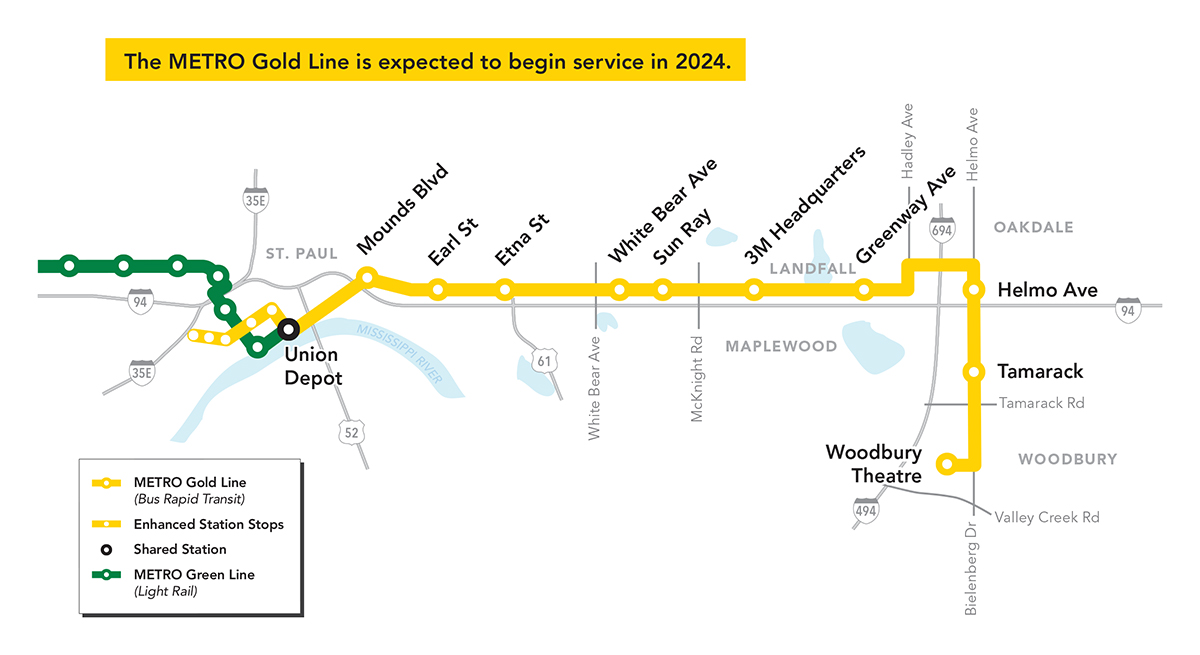 The METRO Gold Line is expected to begin service in 2024.
Hadley Ave
Helmo Ave
35E
Mounds Blvd
Earl St
Etna St
White Bear Ave
Sun Ray
3M Headquarters
Greenway Ave
694
OAKDALE
ST. PAUL
LANDFALL
94
Helmo Ave
94
MISSISSIPPI RIVER
Union
Depot
35E
61
MAPLEWOOD
White Bear Ave
McKnight Rd
Tamarack
Tamarack Rd
52
Woodbury
Theatre
WOODBURY
494
Valley Creek Rd
Bielenberg Dr
METRO Gold Line
(Bus Rapid Transit)
Enhanced Station Stops
Shared Station
METRO Green Line
(Light Rail)